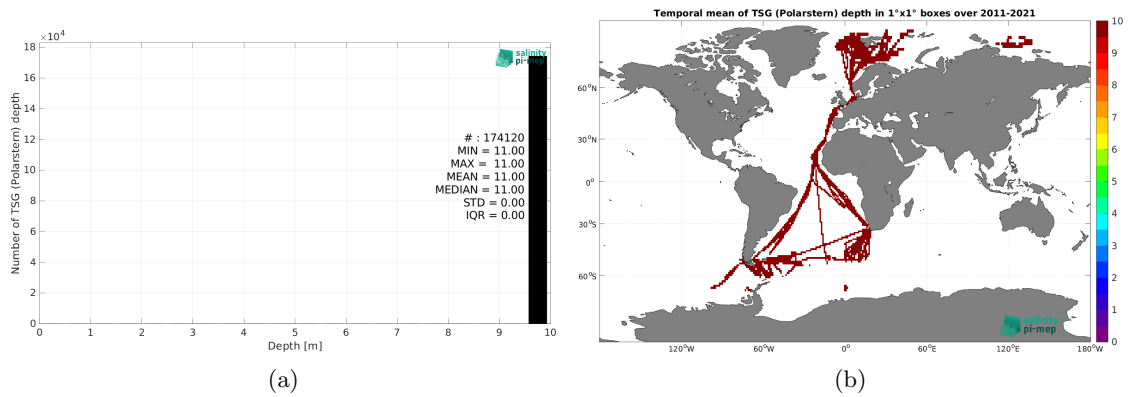 ×10⁴
18
16
14
12
10
8
6
4
2
0
Number of TSG (Polarstern) depth
salinity
pi-mep
# : 174120
MIN = 11.00
MAX = 11.00
MEAN = 11.00
MEDIAN = 11.00
STD = 0.00
IQR = 0.00
0 1 2 3 4 5 6 7 8 9 10
Depth [m]
(a)
Temporal mean of TSG (Polarstern) depth in 1°x1° boxes over 2011-2021
60°N
30°N
0°
30°S
60°S
120°W 60°W 0° 60°E 120°E 180°W
salinity
pi-mep
10
9
8
7
6
5
4
3
2
1
0
(b)